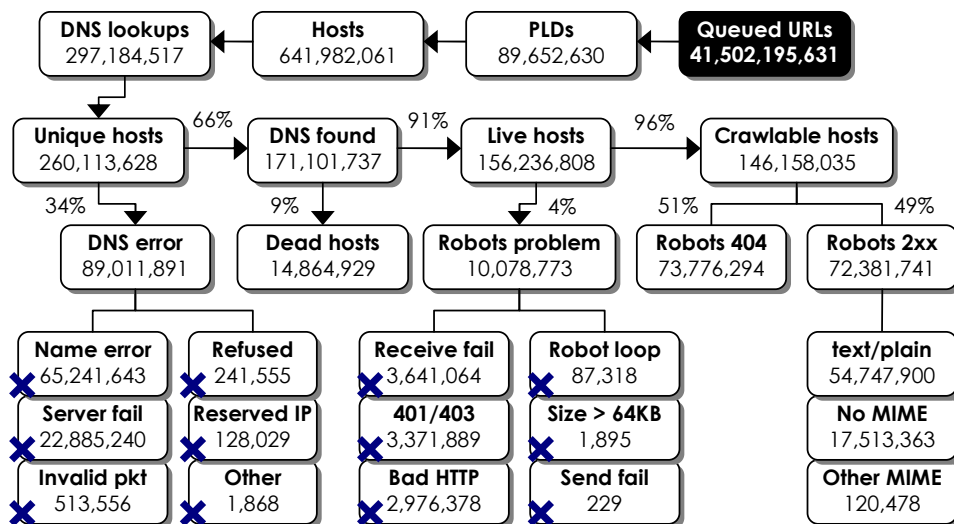 DNS lookups
297,184,517
Hosts
641,982,061
PLDs
89,652,630
Queued URLs
41,502,195,631
Unique hosts
260,113,628
66%
DNS found
171,101,737
91%
Live hosts
156,236,808
96%
Crawlable hosts
146,158,035
34%
9%
4%
51%
49%
DNS error
89,011,891
Dead hosts
14,864,929
Robots problem
10,078,773
Robots 404
73,776,294
Robots 2xx
72,381,741
Name error
65,241,643
Refused
241,555
Receive fail
3,641,064
Robot loop
87,318
text/plain
54,747,900
Server fail
22,885,240
Reserved IP
128,029
401/403
3,371,889
Size > 64KB
1,895
No MIME
17,513,363
Invalid pkt
513,556
Other
1,868
Bad HTTP
2,976,378
Send fail
229
Other MIME
120,478